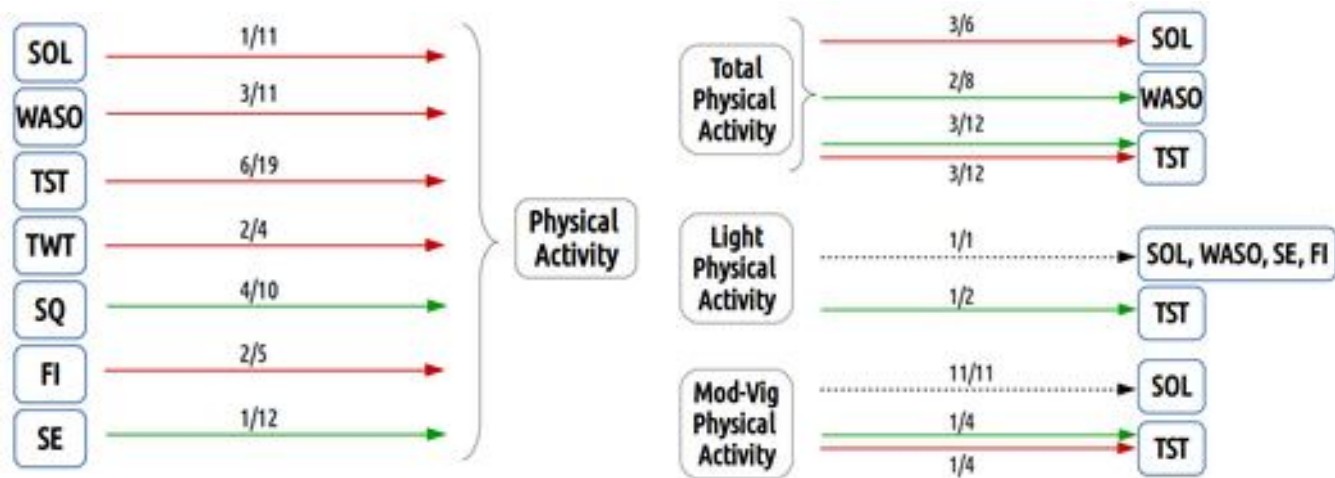 SOL
1/11
WASO
3/11
TST
6/19
TWT
2/4
SQ
4/10
FI
2/5
SE
1/12
Physical
Activity
Total
Physical
Activity
3/6
SOL
2/8
WASO
3/12
3/12
TST
Light
Physical
Activity
1/1
SOL, WASO, SE, FI
1/2
TST
Mod-Vig
Physical
Activity
11/11
SOL
1/4
1/4
TST